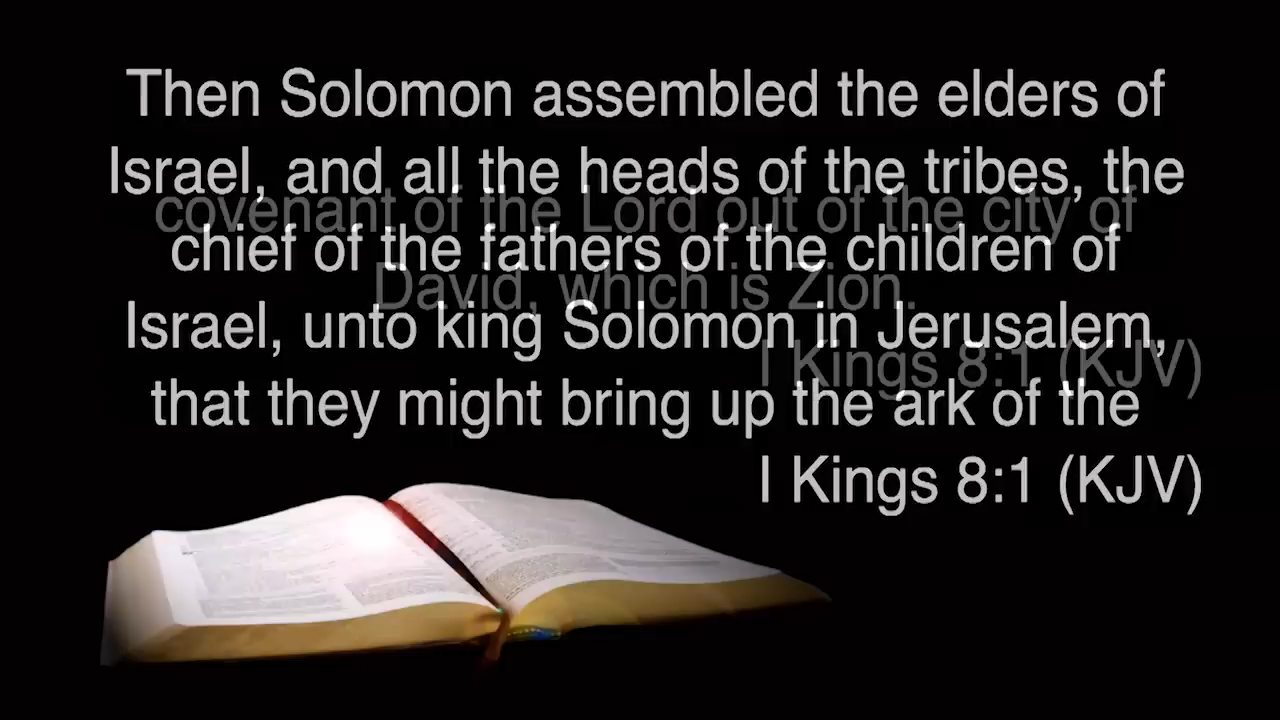 Then Solomon assembled the elders of
Israel, and all the heads of the tribes, the
chief of the fathers of the children of
Israel, unto king Solomon in Jerusalem,
that they might bring up the ark of the
I Kings 8:1 (KJV)
covenant of the Lord out of the city of
David, which is Zion.
I Kings 8:1 (KJV)